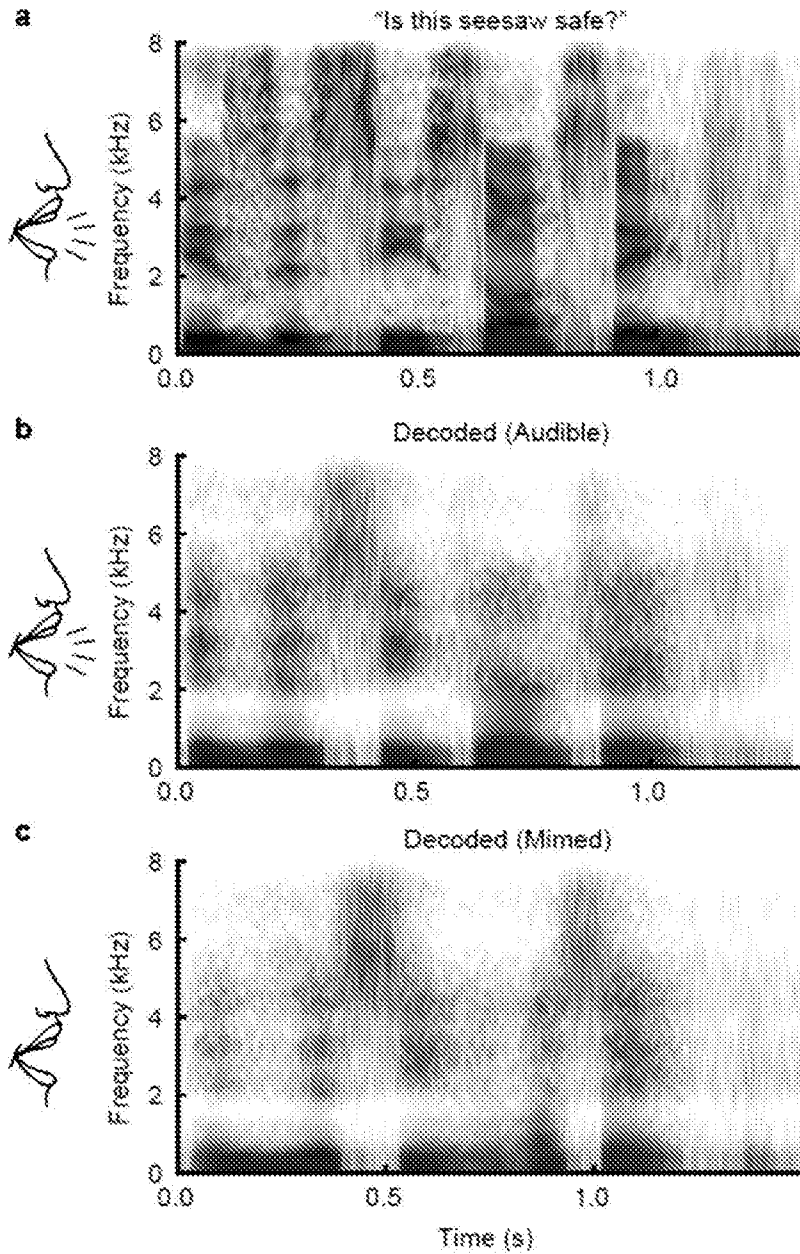 a
"Is this seesaw safe?"
8
6
4
2
0
Frequency (kHz)
0.0 0.5 1.0
b
Decoded (Audible)
8
6
4
2
0
Frequency (kHz)
0.0 0.5 1.0
c
Decoded (Mimed)
8
6
4
2
0
Frequency (kHz)
0.0 0.5 1.0
Time (s)